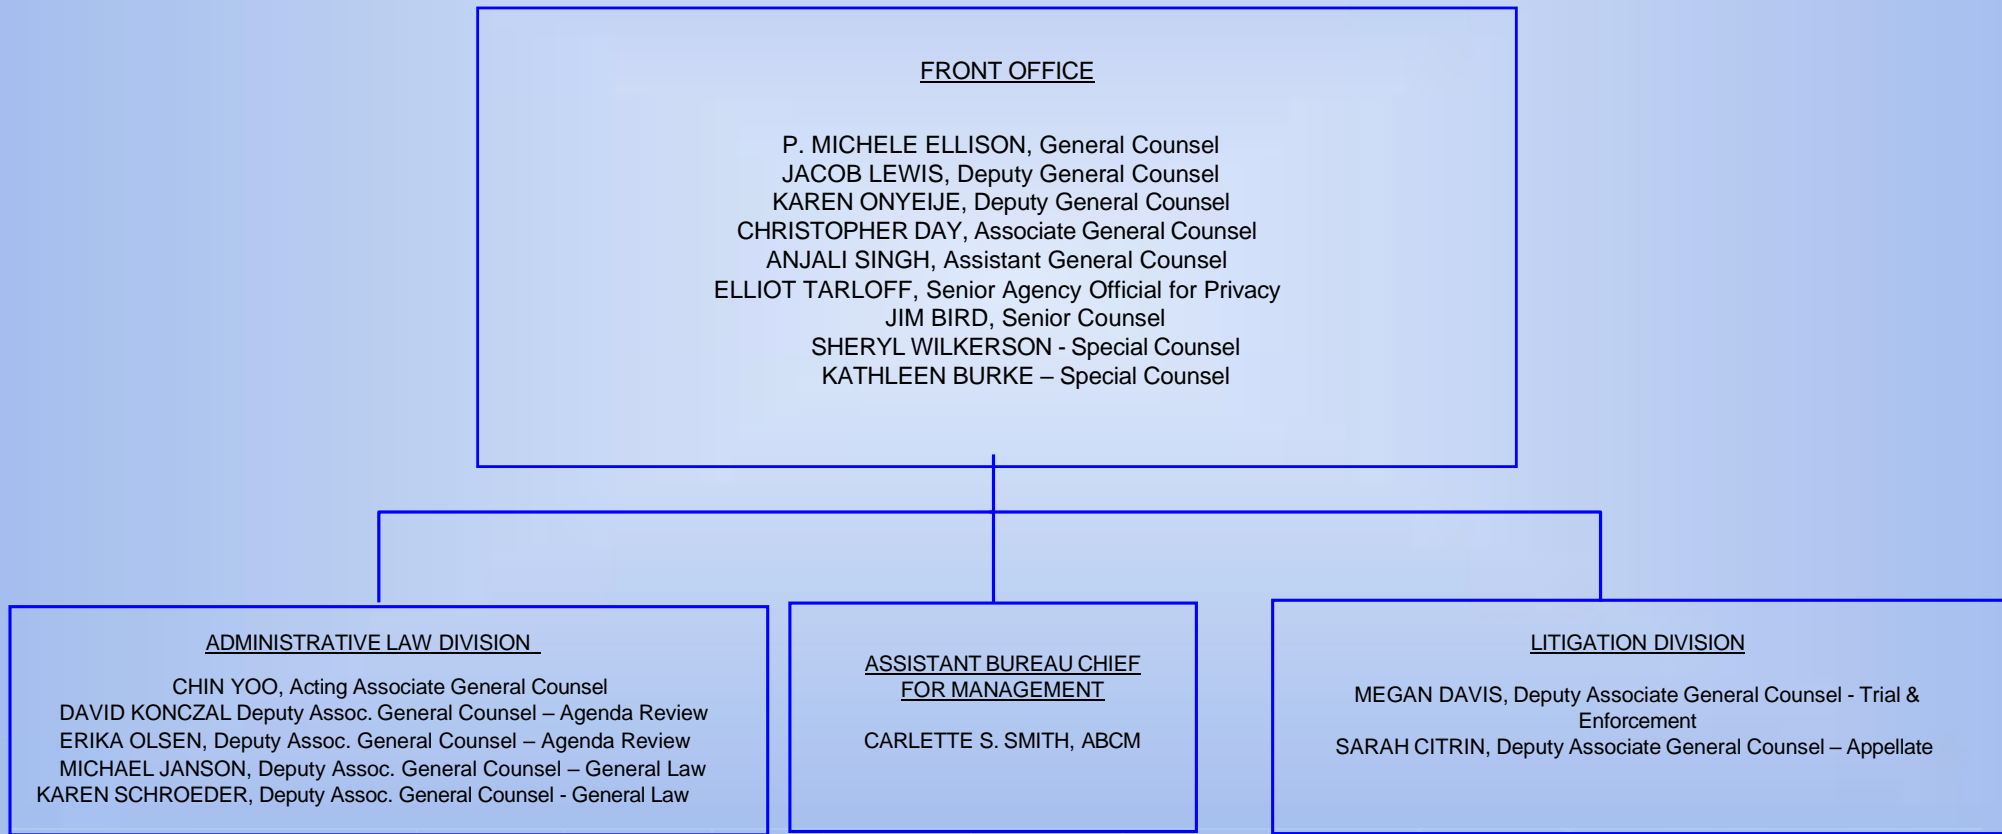 FRONT OFFICE
P. MICHELE ELLISON, General Counsel
JACOB LEWIS, Deputy General Counsel
KAREN ONYEIJE, Deputy General Counsel
CHRISTOPHER DAY, Associate General Counsel
ANJALI SINGH, Assistant General Counsel
ELLIOT TARLOFF, Senior Agency Official for Privacy
JIM BIRD, Senior Counsel
SHERYL WILKERSON - Special Counsel
KATHLEEN BURKE – Special Counsel
ADMINISTRATIVE LAW DIVISION
CHIN YOO, Acting Associate General Counsel
DAVID KONCZAL Deputy Assoc. General Counsel – Agenda Review
ERIKA OLSEN, Deputy Assoc. General Counsel – Agenda Review
MICHAEL JANSON, Deputy Assoc. General Counsel – General Law
KAREN SCHROEDER, Deputy Assoc. General Counsel - General Law
ASSISTANT BUREAU CHIEF
FOR MANAGEMENT
CARLETTE S. SMITH, ABCM
LITIGATION DIVISION
MEGAN DAVIS, Deputy Associate General Counsel - Trial &
Enforcement
SARAH CITRIN, Deputy Associate General Counsel – Appellate